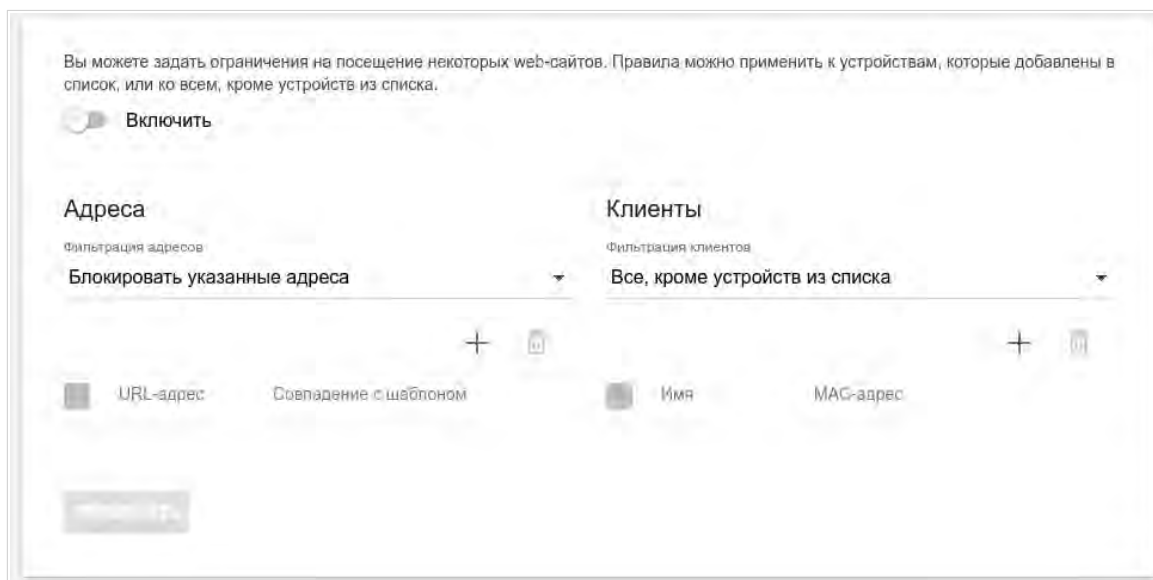 Вы можете задать ограничения на посещение некоторых web-сайтов. Правила можно применить к устройствам, которые добавлены в
список, или ко всем, кроме устройств из списка.
Включить
Адреса
Клиенты
Фильтрация адресов
Фильтрация клиентов
Блокировать указанные адреса
Все, кроме устройств из списка
URL-адрес Совпадение с шаблоном
Имя MAC-адрес